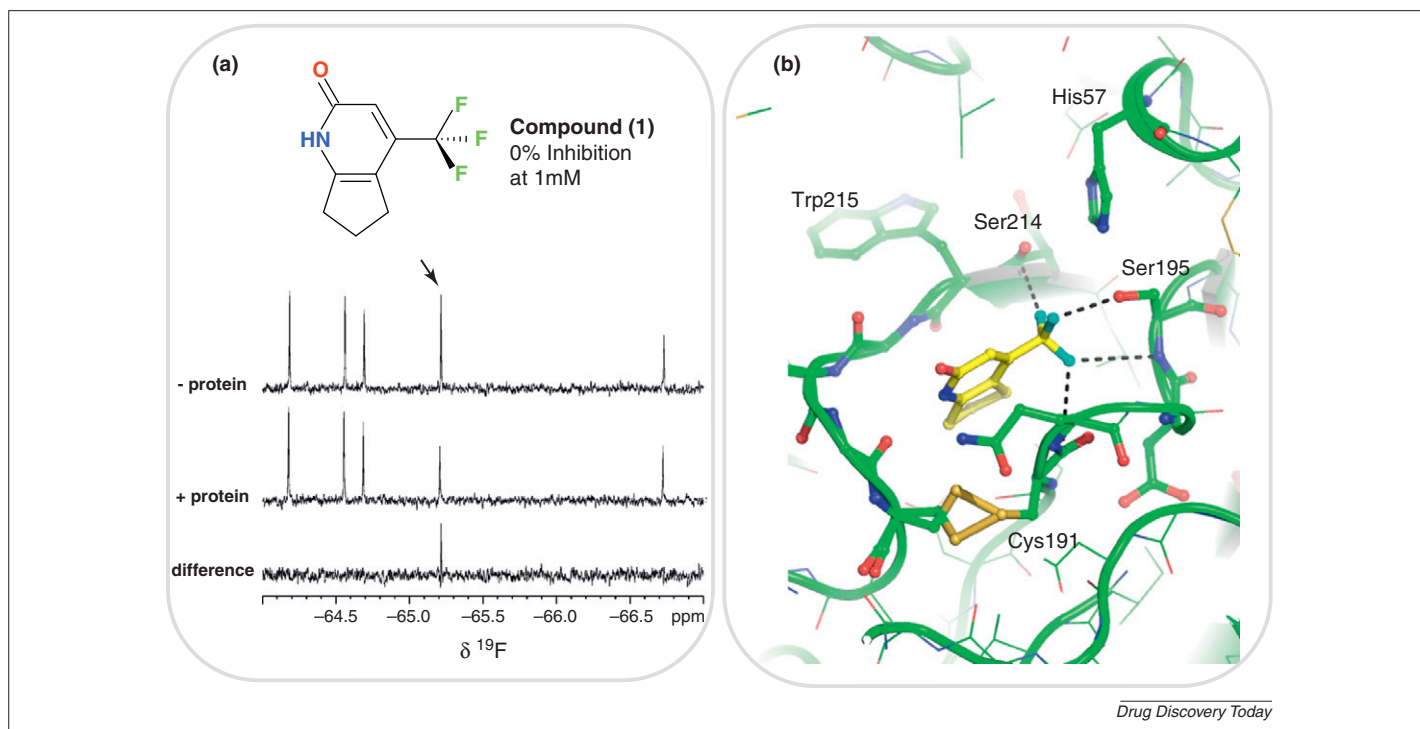 (a)
O
HN
F
F
F
Compound (1)
0% Inhibition
at 1mM
- protein
+ protein
difference
–64.5 –65.0 –65.5 –66.0 –66.5 ppm
δ 19F
(b)
His57
Trp215
Ser214
Ser195
Cys191
Drug Discovery Today